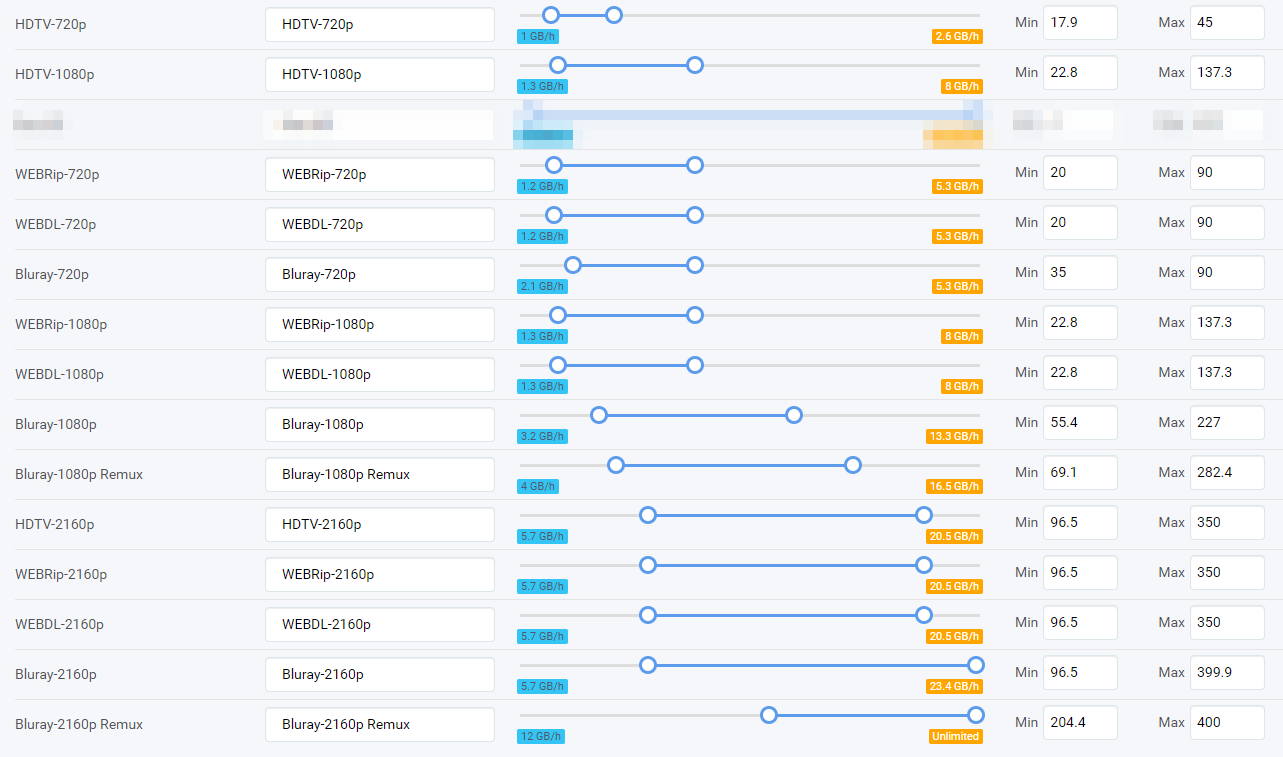 HDTV-720p HDTV-720p Min 17.9 Max 45
1 GB/h 2.6 GB/h
HDTV-1080p HDTV-1080p Min 22.8 Max 137.3
1.3 GB/h 8 GB/h
WEBRip-720p WEBRip-720p Min 20 Max 90
1.2 GB/h 5.3 GB/h
WEBDL-720p WEBDL-720p Min 20 Max 90
1.2 GB/h 5.3 GB/h
Bluray-720p Bluray-720p Min 35 Max 90
2.1 GB/h 5.3 GB/h
WEBRip-1080p WEBRip-1080p Min 22.8 Max 137.3
1.3 GB/h 8 GB/h
WEBDL-1080p WEBDL-1080p Min 22.8 Max 137.3
1.3 GB/h 8 GB/h
Bluray-1080p Bluray-1080p Min 55.4 Max 227
3.2 GB/h 13.3 GB/h
Bluray-1080p Remux Bluray-1080p Remux Min 69.1 Max 282.4
4 GB/h 16.5 GB/h
HDTV-2160p HDTV-2160p Min 96.5 Max 350
5.7 GB/h 20.5 GB/h
WEBRip-2160p WEBRip-2160p Min 96.5 Max 350
5.7 GB/h 20.5 GB/h
WEBDL-2160p WEBDL-2160p Min 96.5 Max 350
5.7 GB/h 20.5 GB/h
Bluray-2160p Bluray-2160p Min 96.5 Max 399.9
5.7 GB/h 23.4 GB/h
Bluray-2160p Remux Bluray-2160p Remux Min 204.4 Max 400
12 GB/h Unlimited